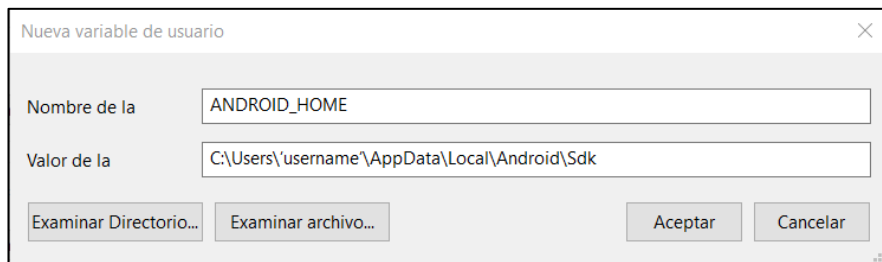 Nueva variable de usuario
Nombre de la ANDROID_HOME
Valor de la C:\Users\‘username’\AppData\Local\Android\Sdk
Examinar Directorio... Examinar archivo... Aceptar Cancelar